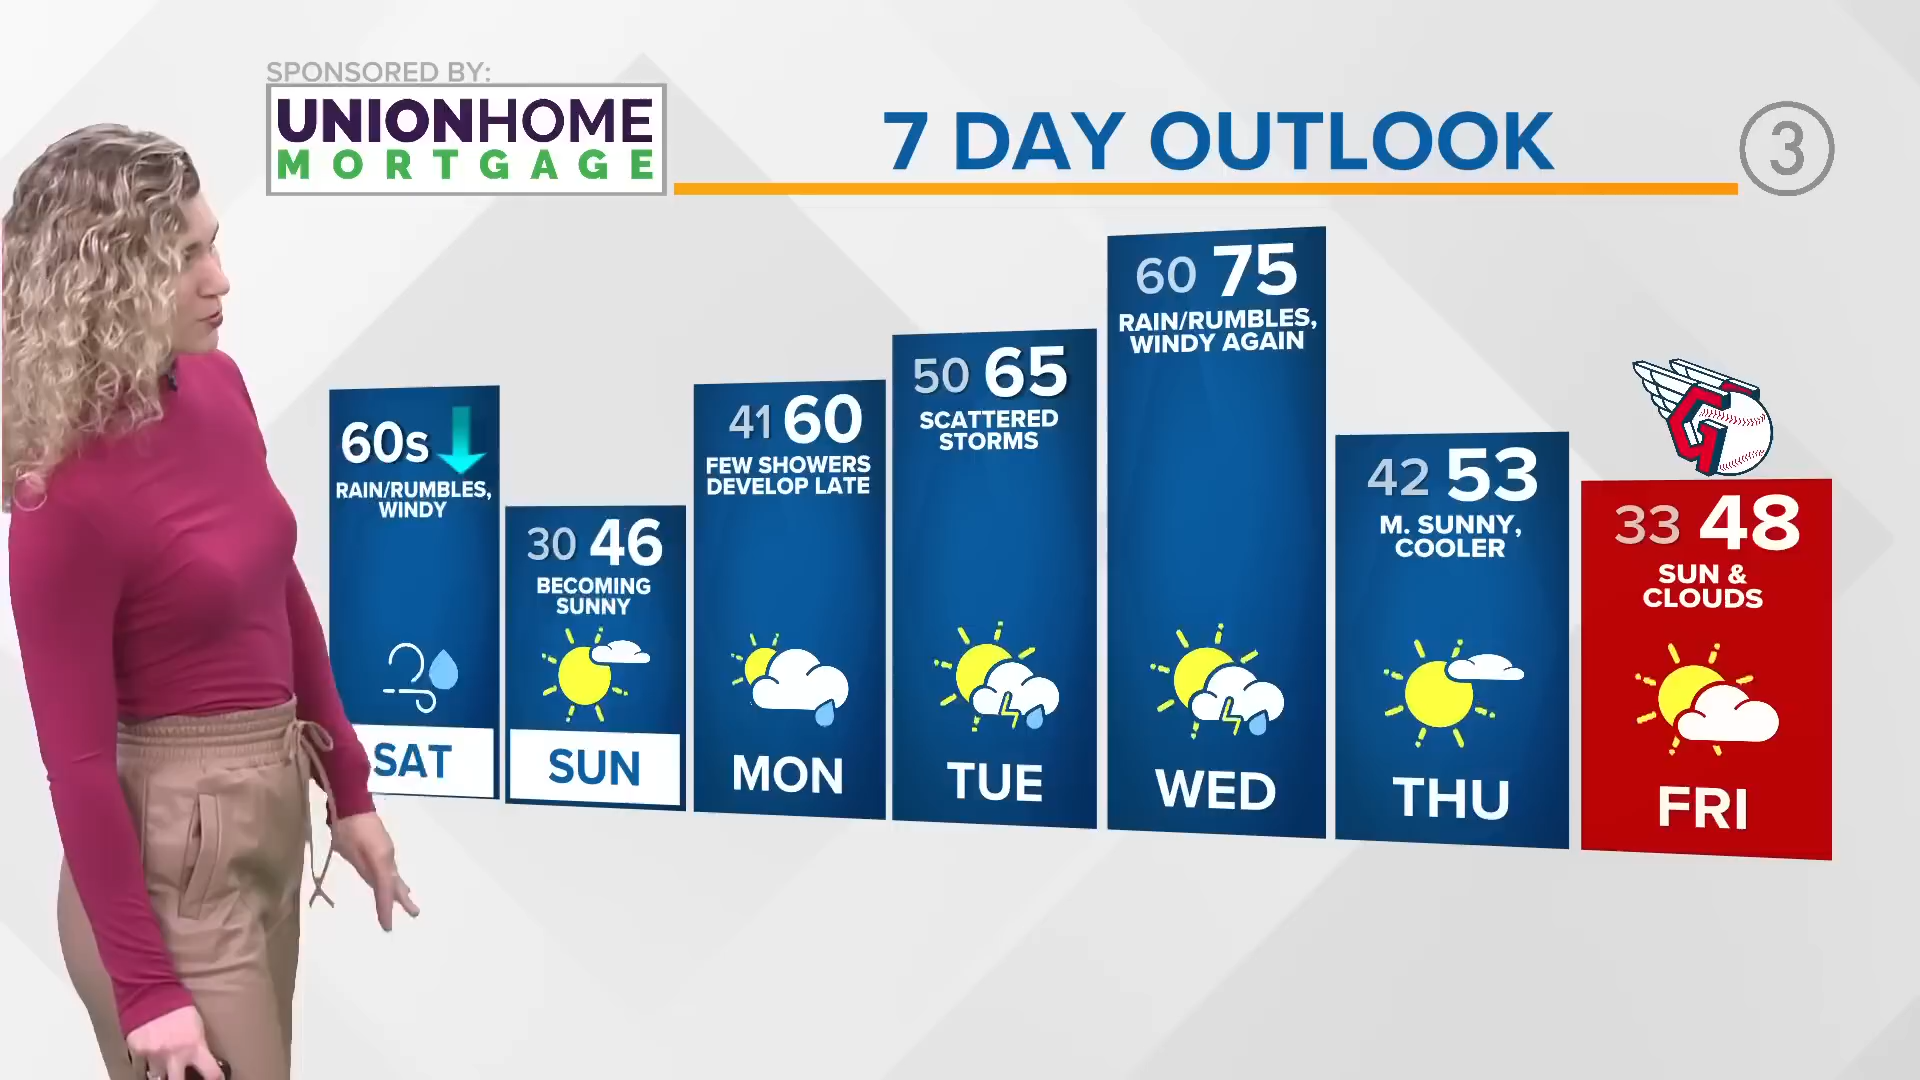 SPONSORED BY:
UNIONHOME
MORTGAGE
7 DAY OUTLOOK
3
60s
RAIN/RUMBLES,
WINDY
SAT
30 46
BECOMING
SUNNY
SUN
41 60
FEW SHOWERS
DEVELOP LATE
MON
50 65
SCATTERED
STORMS
TUE
60 75
RAIN/RUMBLES,
WINDY AGAIN
WED
42 53
M. SUNNY,
COOLER
THU
G
33 48
SUN &
CLOUDS
FRI